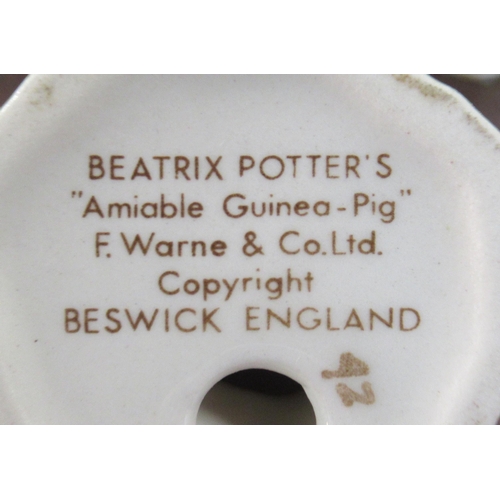 BEATRIX POTTER'S
"Amiable Guinea-Pig"
F. Warne & Co. Ltd.
Copyright
BESWICK ENGLAND